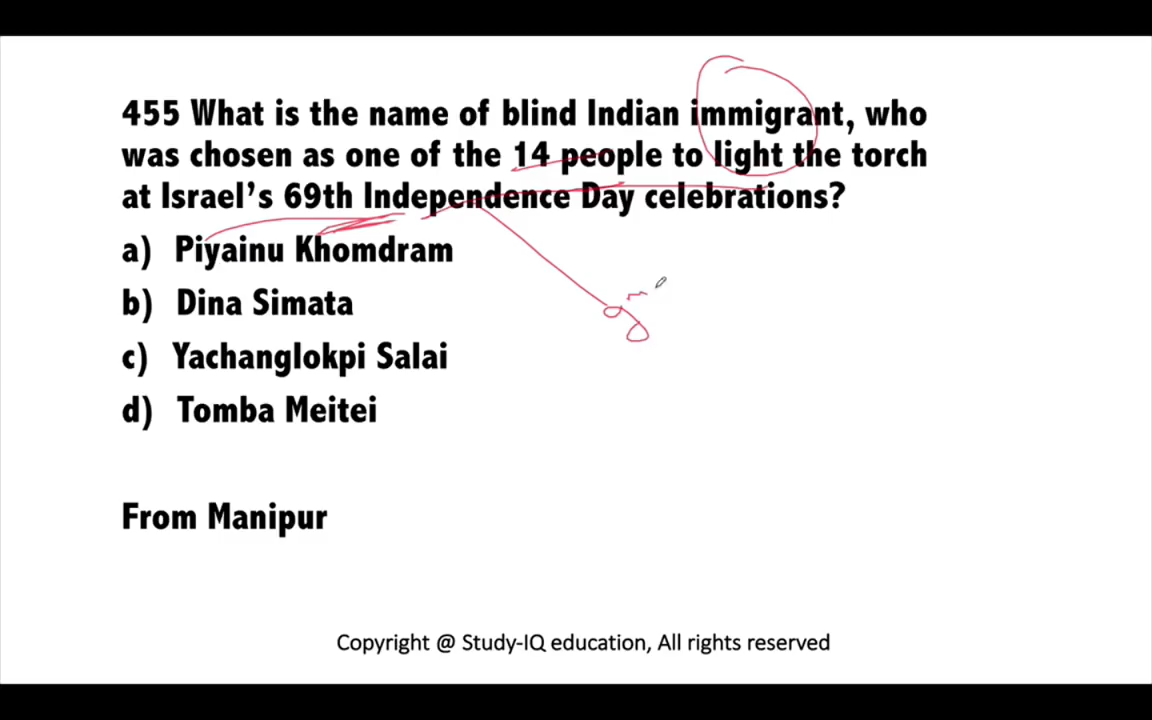 455 What is the name of blind Indian immigrant, who
was chosen as one of the 14 people to light the torch
at Israel's 69th Independence Day celebrations?
a) Piyainu Khomdram
b) Dina Simata
c) Yachanglokpi Salai
d) Tomba Meitei
From Manipur
Copyright @ Study-IQ education, All rights reserved